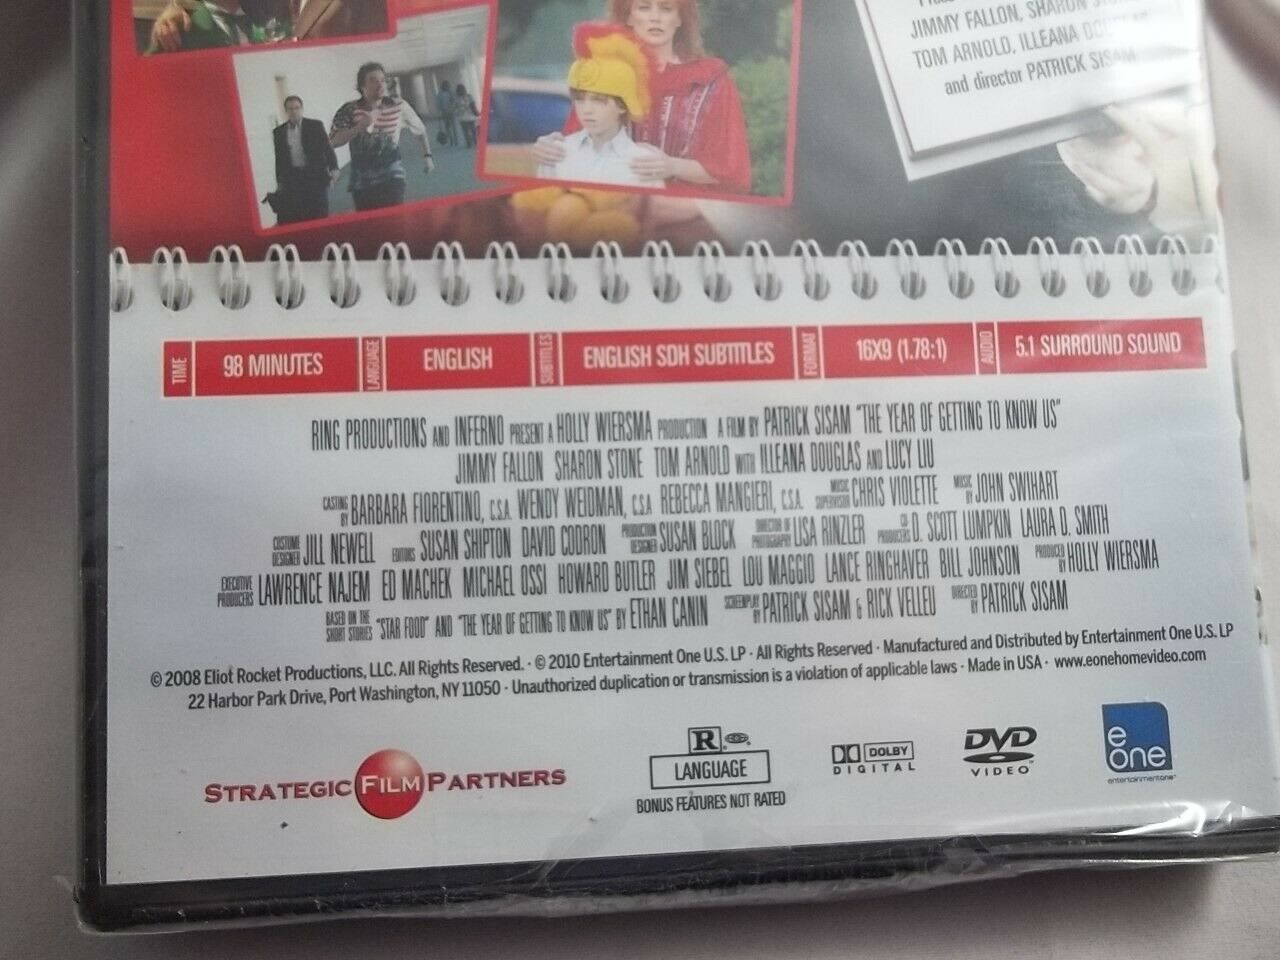 JIMMY FALLON, SHARON
TOM ARNOLD, ILLEANA
and director PATRICK SISAM
TIME 98 MINUTES LANGUAGE ENGLISH SUBTITLES ENGLISH SDH SUBTITLES FORMAT 16X9 (1.78:1) AUDIO 5.1 SURROUND SOUND
RING PRODUCTIONS AND INFERNO PRESENT A HOLLY WIERSMA PRODUCTION A FILM BY PATRICK SISAM "THE YEAR OF GETTING TO KNOW US"
JIMMY FALLON SHARON STONE TOM ARNOLD WITH ILLEANA DOUGLAS AND LUCY LIU
CASTING BY BARBARA FIORENTINO, C.S.A. WENDY WEIDMAN, C.S.A. REBECCA MANGIERI, C.S.A. MUSIC SUPERVISOR CHRIS VIOLETTE MUSIC BY JOHN SWIHART
COSTUME DESIGNER JILL NEWELL EDITORS SUSAN SHIPTON DAVID CODRON PRODUCTION DESIGNER SUSAN BLOCK DIRECTOR OF PHOTOGRAPHY LISA RINZLER CO PRODUCERS D. SCOTT LUMPKIN LAURA D. SMITH
EXECUTIVE PRODUCERS LAWRENCE NAJEM ED MACHEK MICHAEL OSSI HOWARD BUTLER JIM SIEBEL LOU MAGGIO LANCE RINGHAVER BILL JOHNSON PRODUCED BY HOLLY WIERSMA
BASED ON THE SHORT STORIES "STAR FOOD" AND "THE YEAR OF GETTING TO KNOW US" BY ETHAN CANIN SCREENPLAY BY PATRICK SISAM & RICK VELLEU DIRECTED BY PATRICK SISAM
© 2008 Eliot Rocket Productions, LLC. All Rights Reserved. · © 2010 Entertainment One U.S. LP · All Rights Reserved · Manufactured and Distributed by Entertainment One U.S. LP
22 Harbor Park Drive, Port Washington, NY 11050 · Unauthorized duplication or transmission is a violation of applicable laws · Made in USA · www.eonehomevideo.com
STRATEGIC FILM PARTNERS
R
LANGUAGE
BONUS FEATURES NOT RATED
DOLBY
DIGITAL
DVD
VIDEO
e one
entertainmentone